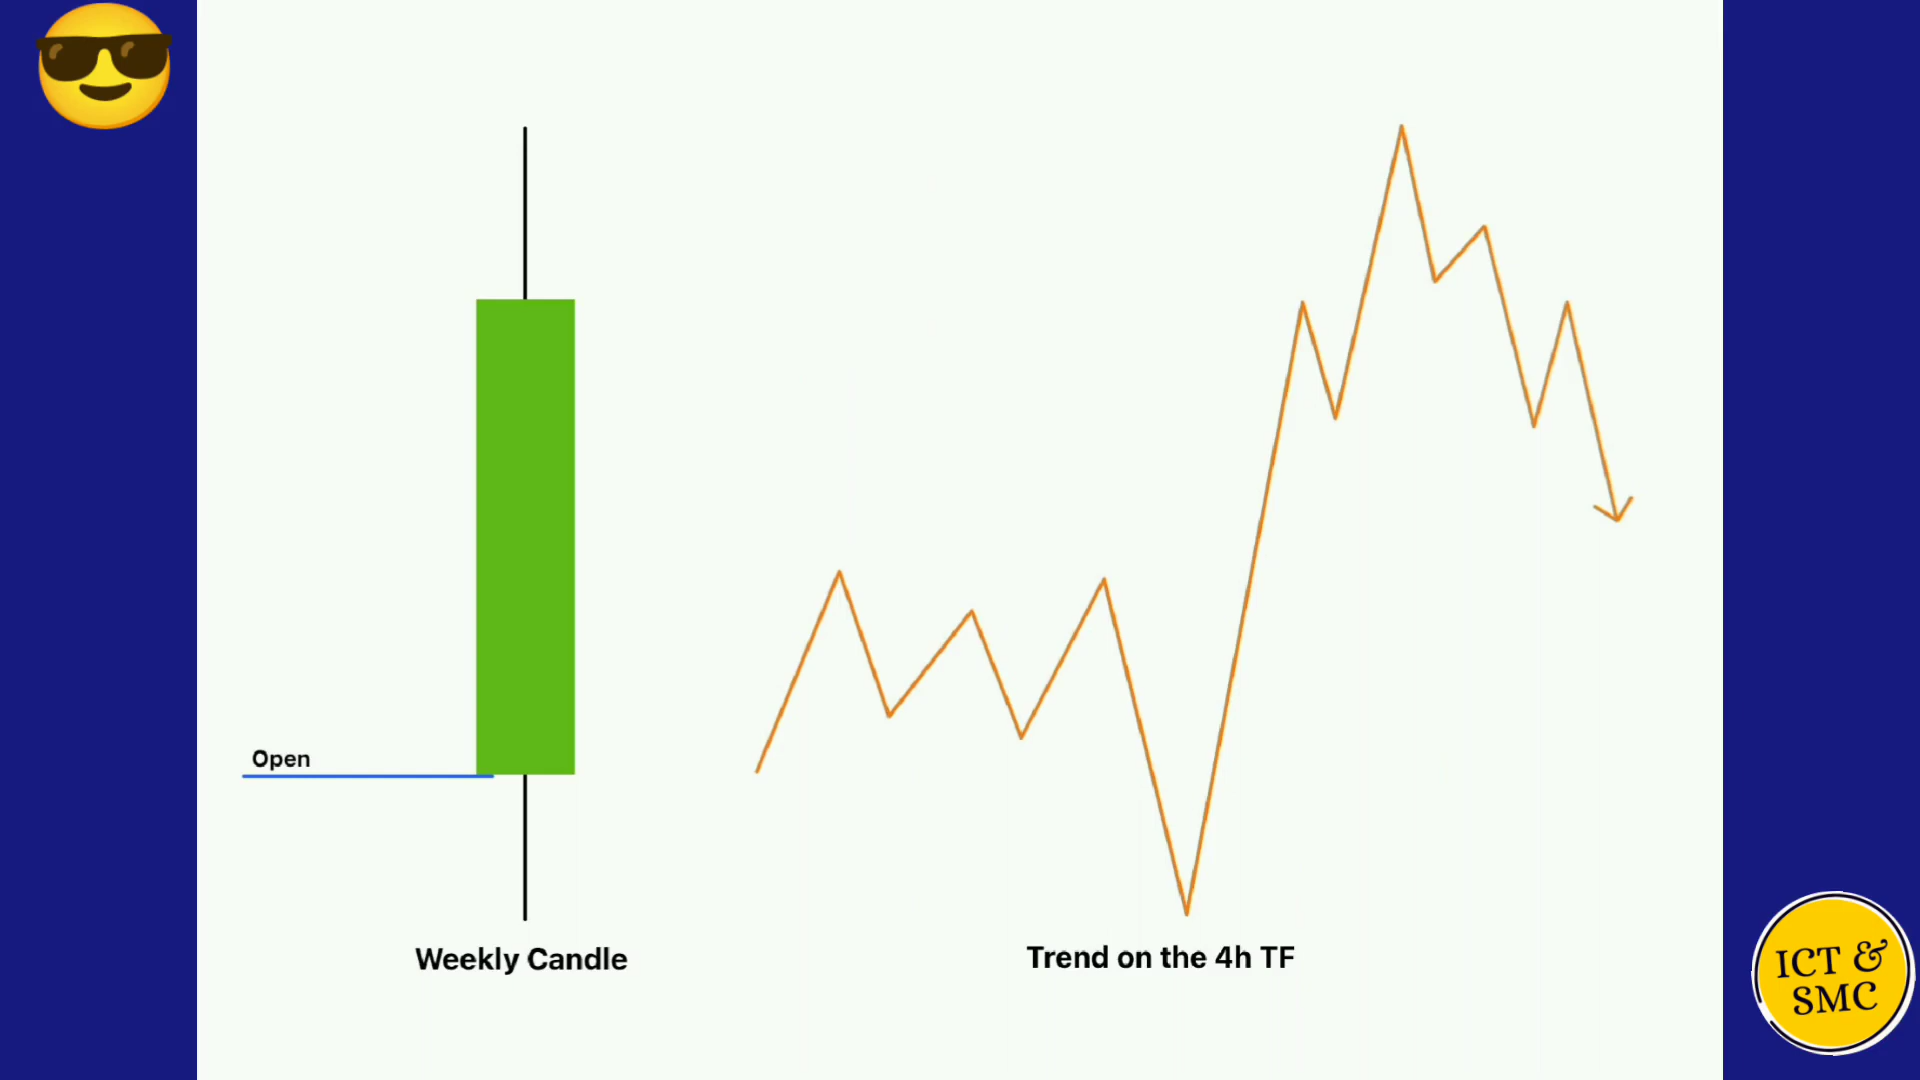 Open
Weekly Candle
Trend on the 4h TF
ICT &
SMC